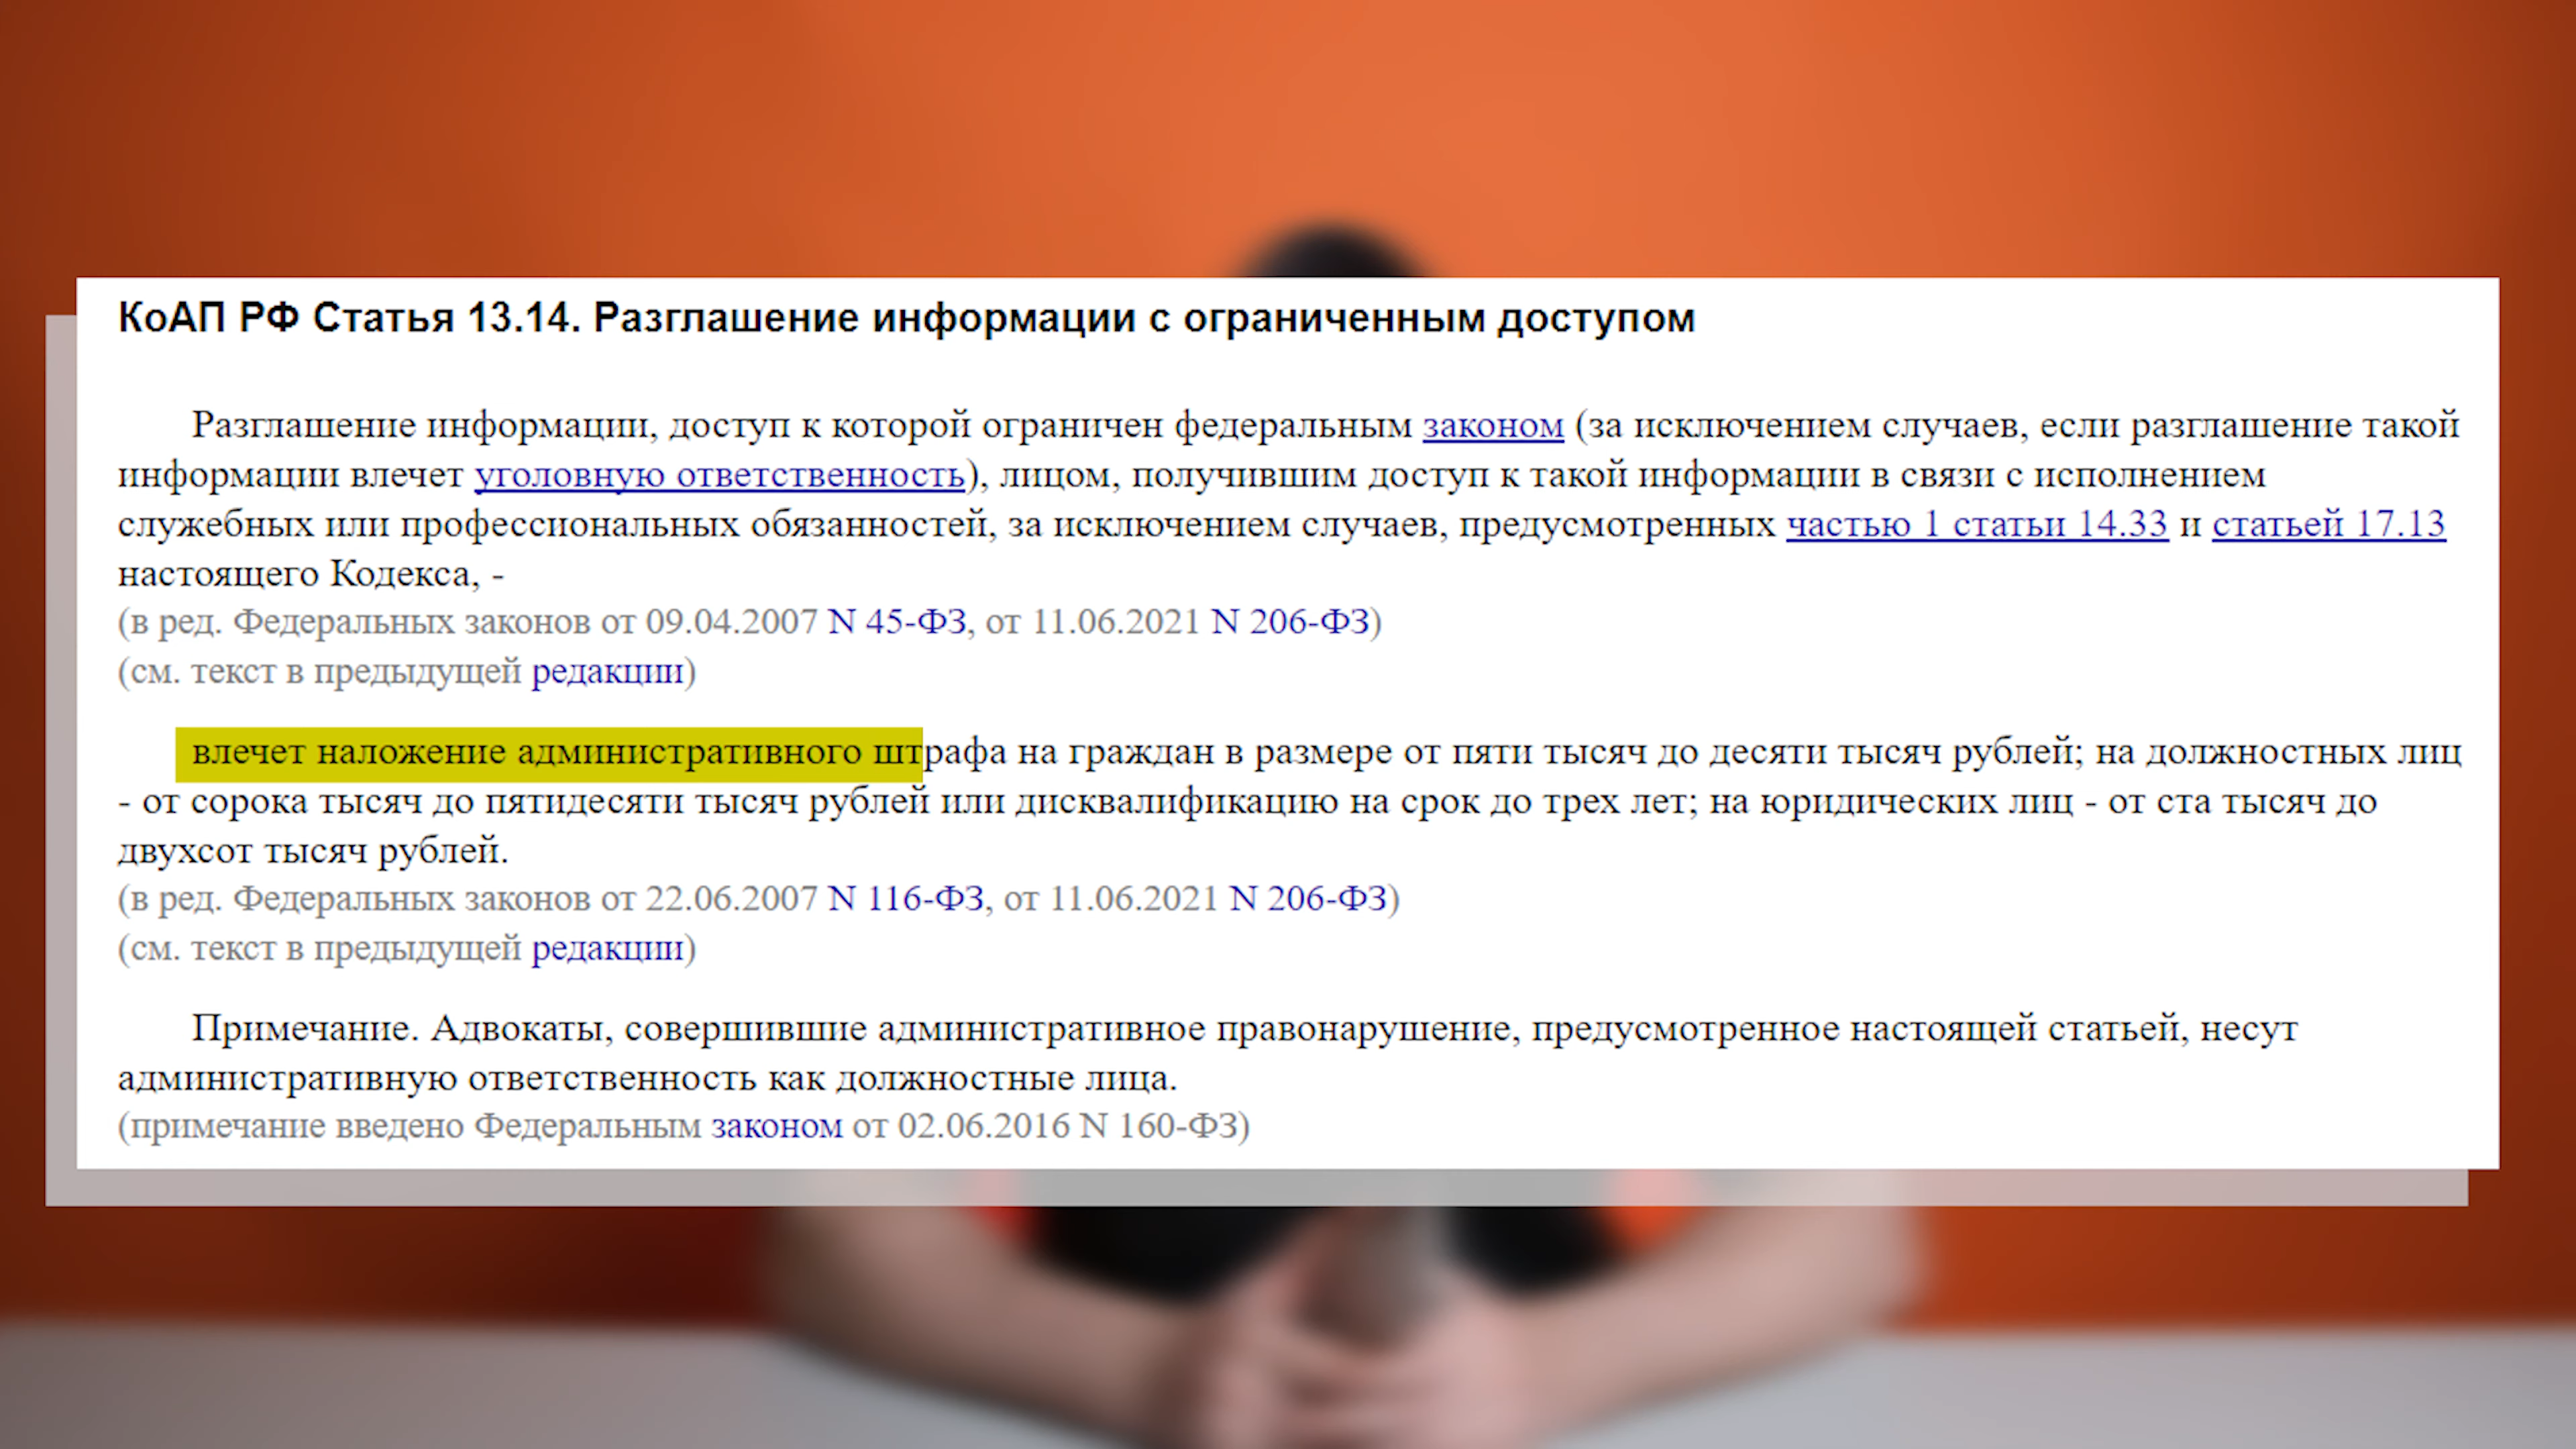 КоАП РФ Статья 13.14. Разглашение информации с ограниченным доступом
Разглашение информации, доступ к которой ограничен федеральным законом (за исключением случаев, если разглашение такой
информации влечет уголовную ответственность), лицом, получившим доступ к такой информации в связи с исполнением
служебных или профессиональных обязанностей, за исключением случаев, предусмотренных частью 1 статьи 14.33 и статьей 17.13
настоящего Кодекса, -
(в ред. Федеральных законов от 09.04.2007 N 45-ФЗ, от 11.06.2021 N 206-ФЗ)
(см. текст в предыдущей редакции)
влечет наложение административного штрафа на граждан в размере от пяти тысяч до десяти тысяч рублей; на должностных лиц
- от сорока тысяч до пятидесяти тысяч рублей или дисквалификацию на срок до трех лет; на юридических лиц - от ста тысяч до
двухсот тысяч рублей.
(в ред. Федеральных законов от 22.06.2007 N 116-ФЗ, от 11.06.2021 N 206-ФЗ)
(см. текст в предыдущей редакции)
Примечание. Адвокаты, совершившие административное правонарушение, предусмотренное настоящей статьей, несут
административную ответственность как должностные лица.
(примечание введено Федеральным законом от 02.06.2016 N 160-ФЗ)